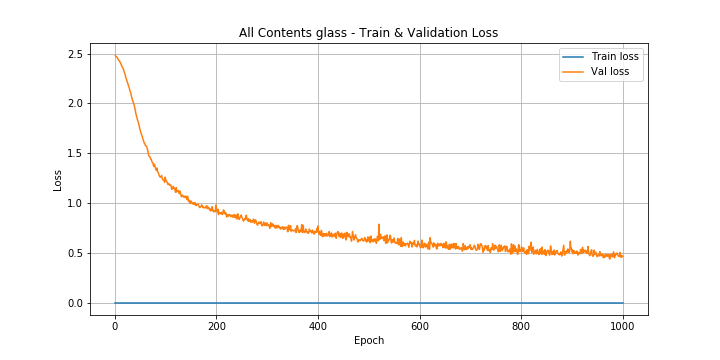 All Contents glass - Train & Validation Loss
Train loss
Val loss
Loss
2.5
2.0
1.5
1.0
0.5
0.0
0 200 400 600 800 1000
Epoch